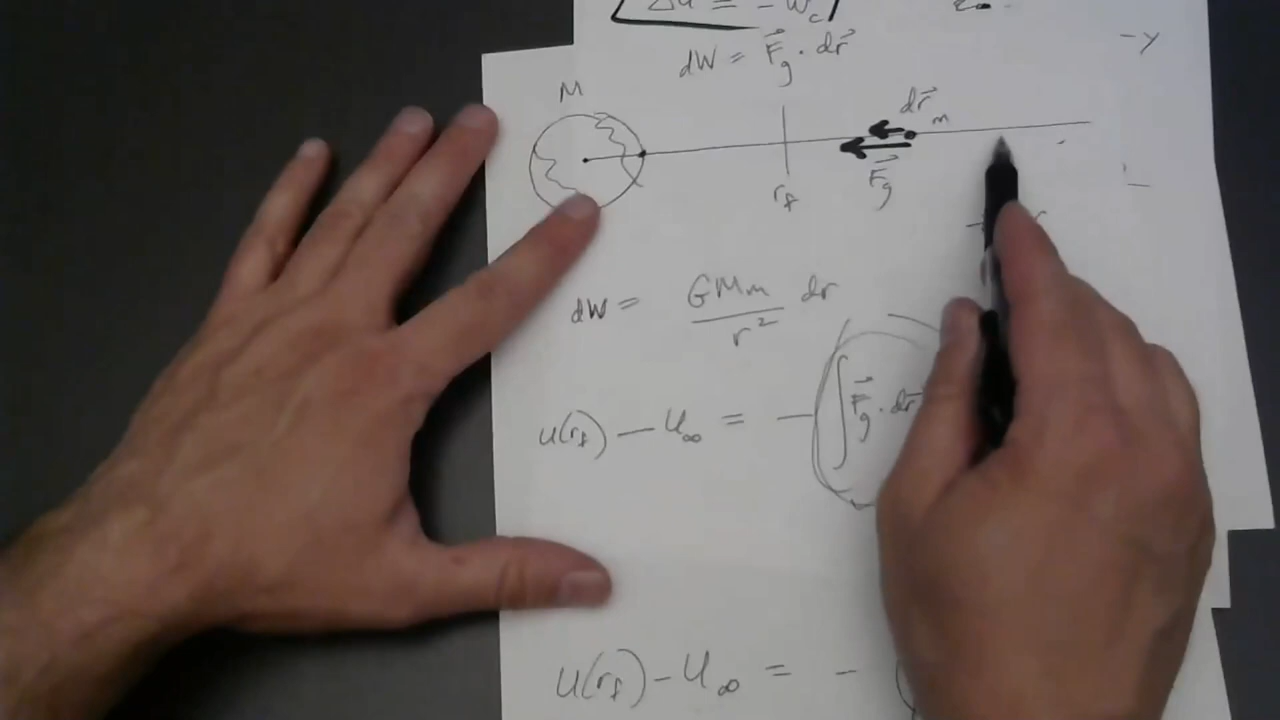 ΔU = -W_c
dW = F⃗_g · dr⃗
-y
M
dr⃗
m
r_f
F⃗_g
dW = GMm/r² dr
U(r_f) - U_∞ = - ∫ F⃗_g · dr⃗
U(r_f) - U_∞ = -